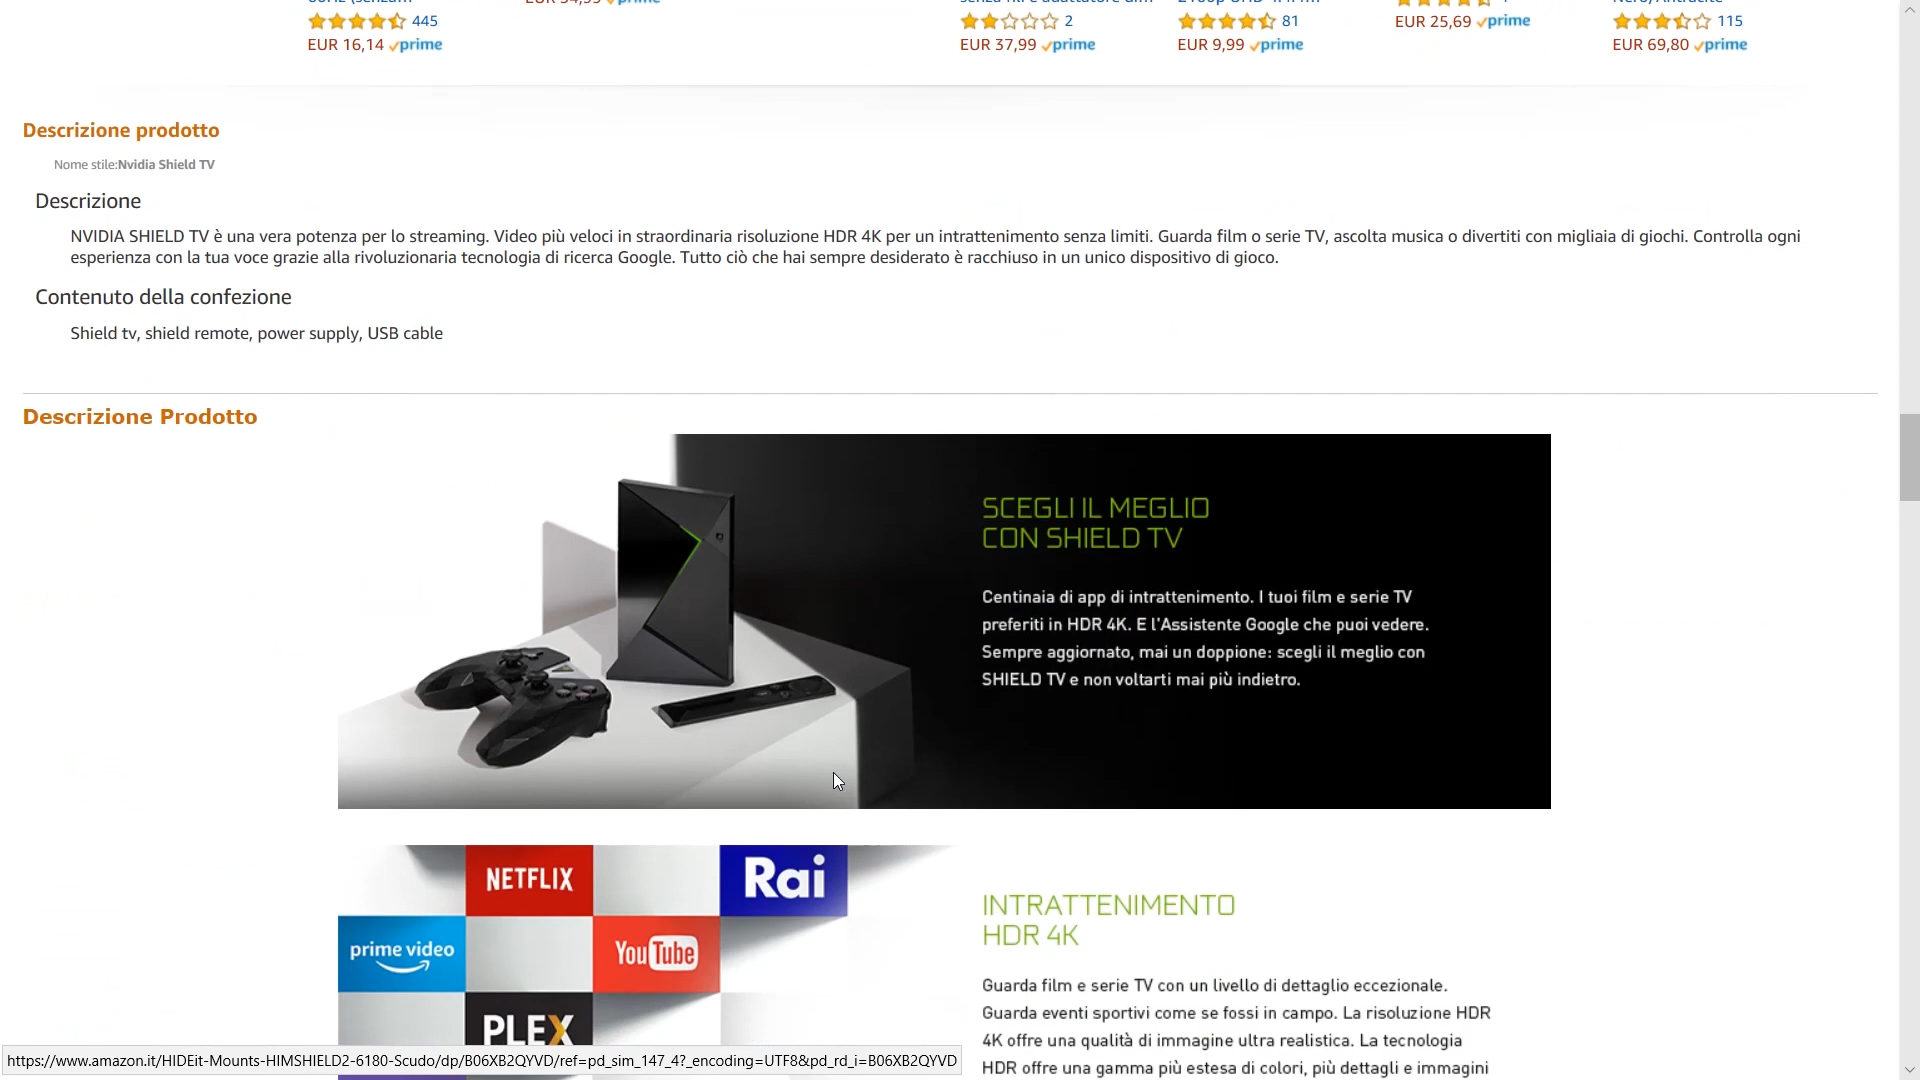 445
EUR 16,14 prime
2
EUR 37,99 prime
81
EUR 9,99 prime
EUR 25,69 prime
115
EUR 69,80 prime
Descrizione prodotto
Nome stile:Nvidia Shield TV
Descrizione
NVIDIA SHIELD TV è una vera potenza per lo streaming. Video più veloci in straordinaria risoluzione HDR 4K per un intrattenimento senza limiti. Guarda film o serie TV, ascolta musica o divertiti con migliaia di giochi. Controlla ogni
esperienza con la tua voce grazie alla rivoluzionaria tecnologia di ricerca Google. Tutto ciò che hai sempre desiderato è racchiuso in un unico dispositivo di gioco.
Contenuto della confezione
Shield tv, shield remote, power supply, USB cable
Descrizione Prodotto
SCEGLI IL MEGLIO
CON SHIELD TV
Centinaia di app di intrattenimento. I tuoi film e serie TV
preferiti in HDR 4K. E l'Assistente Google che puoi vedere.
Sempre aggiornato, mai un doppione: scegli il meglio con
SHIELD TV e non voltarti mai più indietro.
NETFLIX
Rai
prime video
YouTube
PLEX
INTRATTENIMENTO
HDR 4K
Guarda film e serie TV con un livello di dettaglio eccezionale.
Guarda eventi sportivi come se fossi in campo. La risoluzione HDR
4K offre una qualità di immagine ultra realistica. La tecnologia
HDR offre una gamma più estesa di colori, più dettagli e immagini
https://www.amazon.it/HIDEit-Mounts-HIMSHIELD2-6180-Scudo/dp/B06XB2QYVD/ref=pd_sim_147_4?_encoding=UTF8&pd_rd_i=B06XB2QYVD